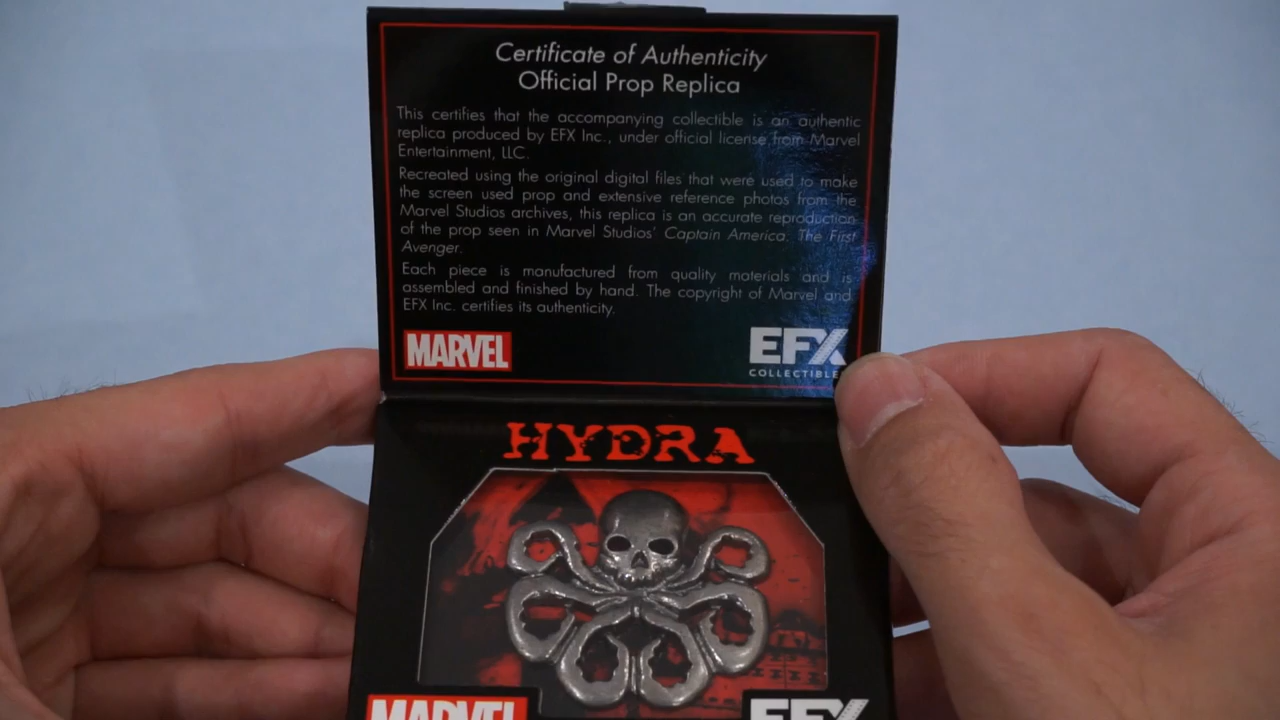 Certificate of Authenticity
Official Prop Replica
This certifies that the accompanying collectible is an authentic
replica produced by EFX Inc., under official license from Marvel
Entertainment, LLC.
Recreated using the original digital files that were used to make
the screen used prop and extensive reference photos from the
Marvel Studios archives, this replica is an accurate reproduction
of the prop seen in Marvel Studios' Captain America: The First
Avenger.
Each piece is manufactured from quality materials and is
assembled and finished by hand. The copyright of Marvel and
EFX Inc. certifies its authenticity.
MARVEL
EFX
COLLECTIBLE
HYDRA
MARVEL
EFX